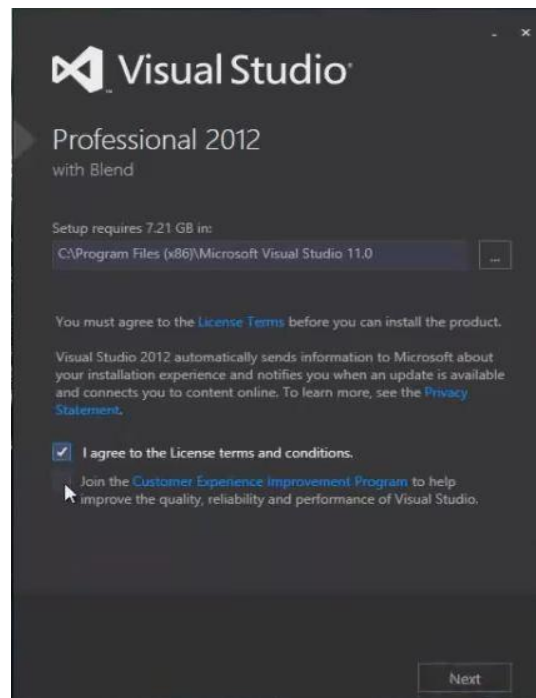 Visual Studio
Professional 2012
with Blend
Setup requires 7.21 GB in:
C:\Program Files (x86)\Microsoft Visual Studio 11.0
...
You must agree to the License Terms before you can install the product.
Visual Studio 2012 automatically sends information to Microsoft about
your installation experience and notifies you when an update is available
and connects you to content online. To learn more, see the Privacy
Statement.
I agree to the License terms and conditions.
Join the Customer Experience Improvement Program to help
improve the quality, reliability and performance of Visual Studio.
Next